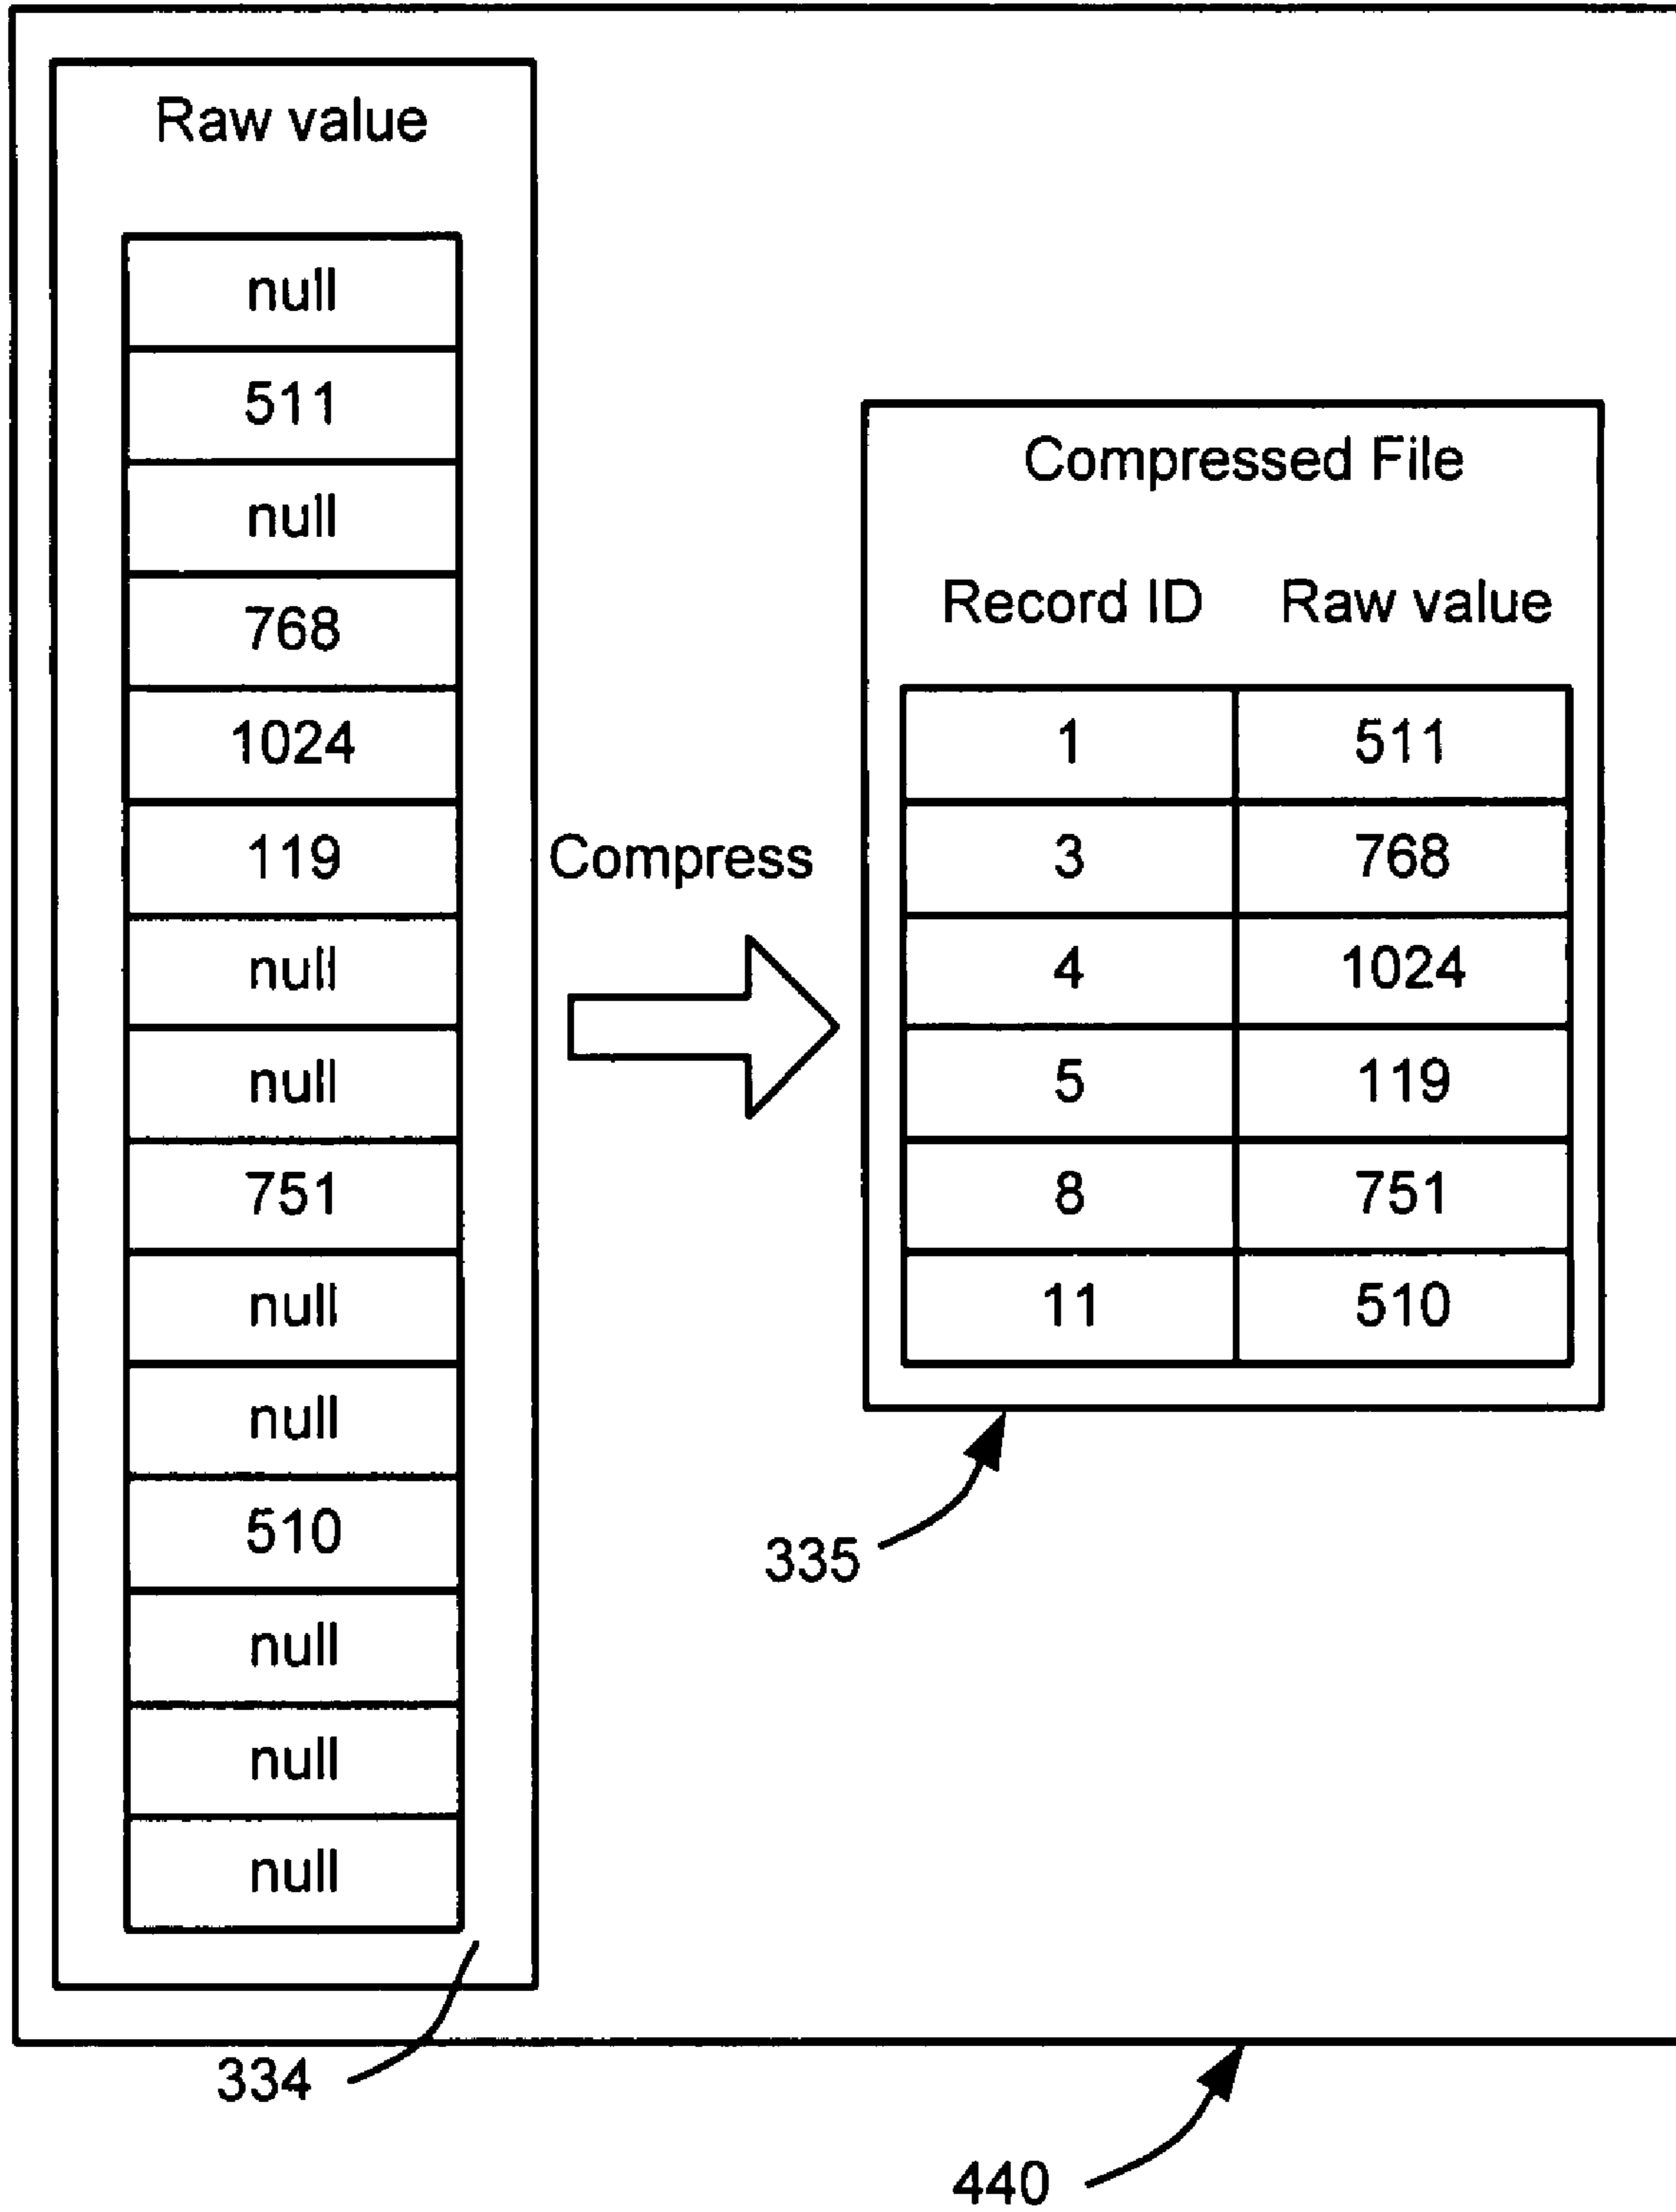 Raw value
null
511
null
768
1024
119
null
null
751
null
null
510
null
null
null
334
Compress
Compressed File
Record ID Raw value
1 511
3 768
4 1024
5 119
8 751
11 510
335
440